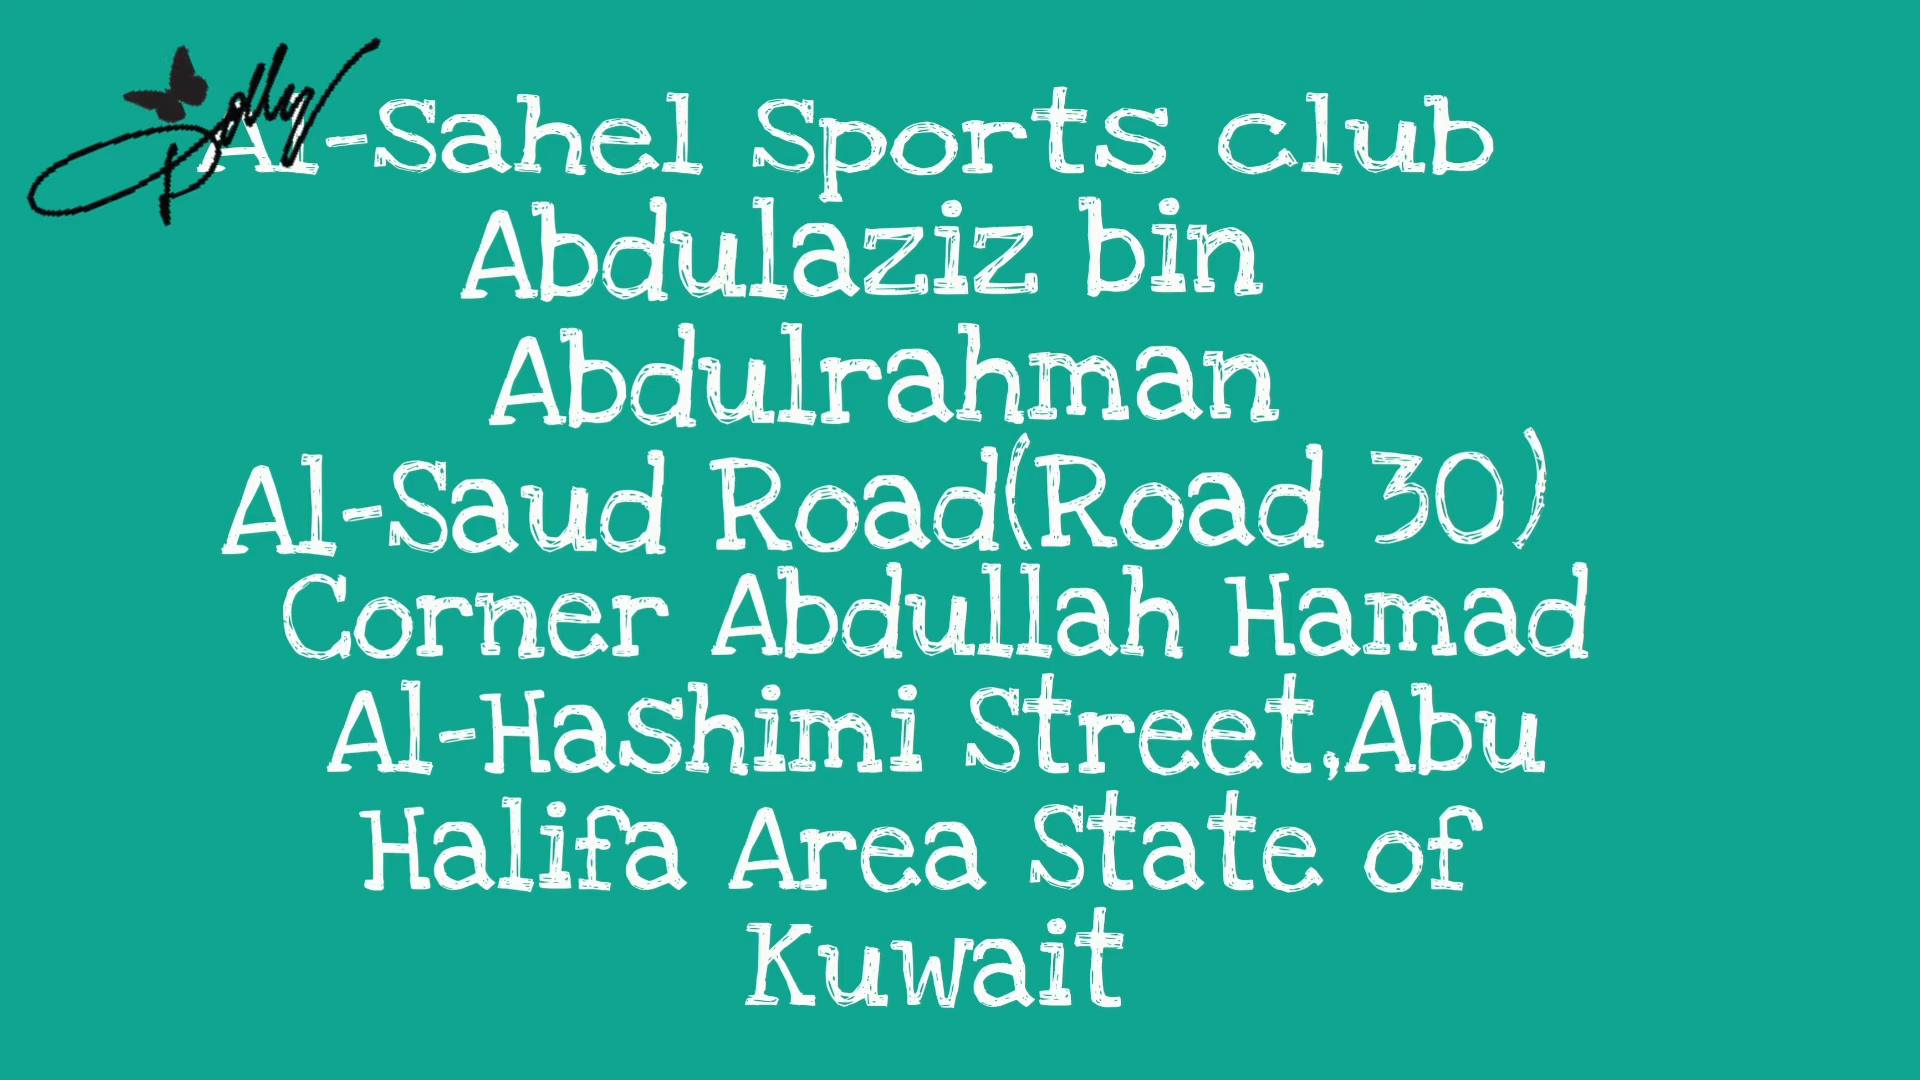 Dolly
Al-Sahel Sports club
Abdulaziz bin
Abdulrahman
Al-Saud Road(Road 30)
Corner Abdullah Hamad
Al-Hashimi Street,Abu
Halifa Area State of
Kuwait